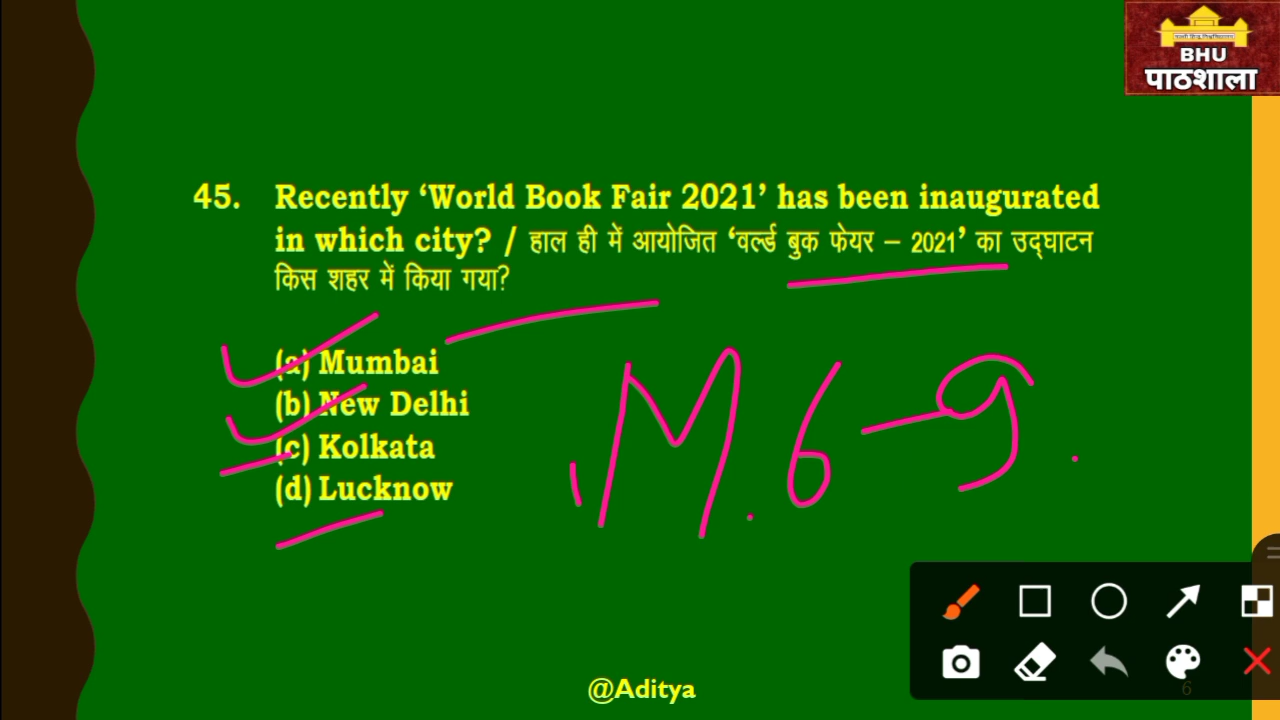 BHU
पाठशाला
45. Recently ‘World Book Fair 2021’ has been inaugurated
in which city? / हाल ही में आयोजित ‘वर्ल्ड बुक फेयर – 2021’ का उद्घाटन
किस शहर में किया गया?
(a) Mumbai
(b) New Delhi
(c) Kolkata
(d) Lucknow
M. 6-9.
@Aditya
6